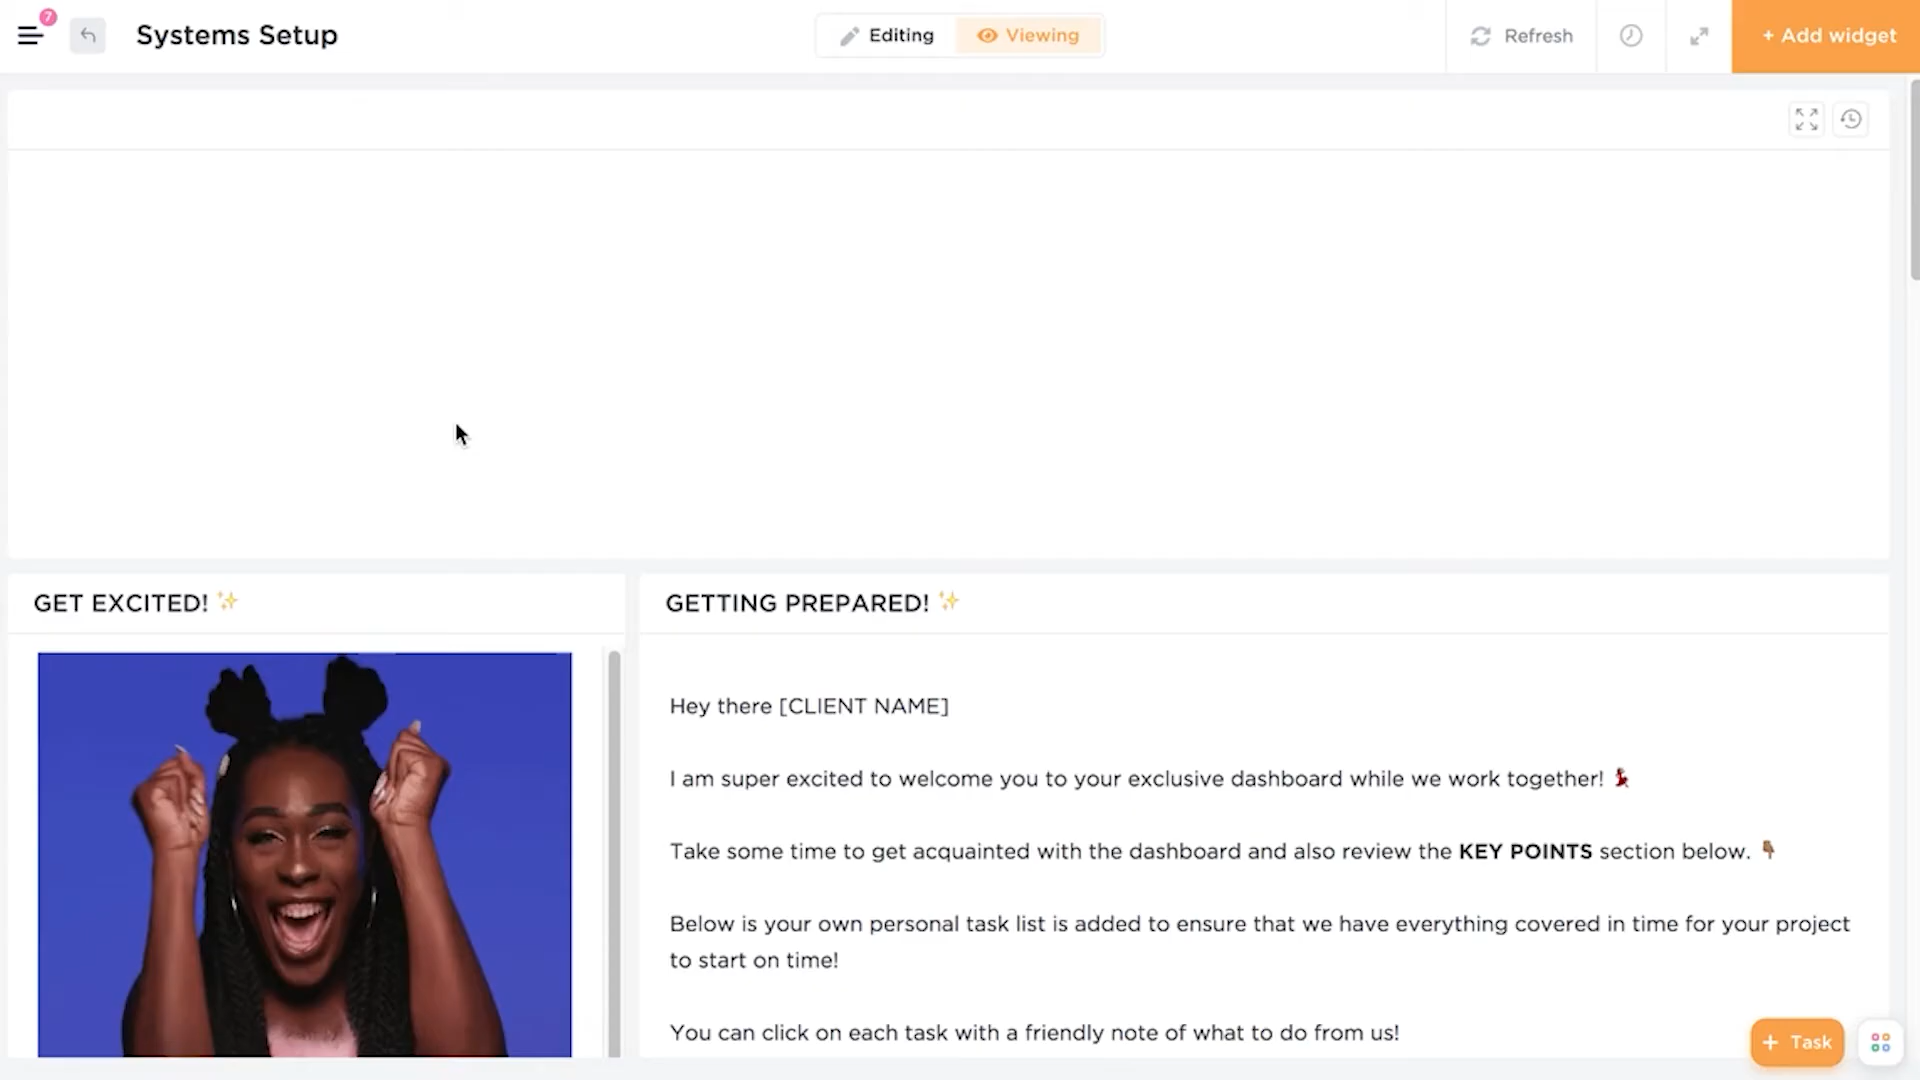 7
Systems Setup
Editing
Viewing
Refresh
+ Add widget
GET EXCITED! ✨
GETTING PREPARED! ✨
Hey there [CLIENT NAME]
I am super excited to welcome you to your exclusive dashboard while we work together! 💃🏿
Take some time to get acquainted with the dashboard and also review the KEY POINTS section below. 👇🏾
Below is your own personal task list is added to ensure that we have everything covered in time for your project
to start on time!
You can click on each task with a friendly note of what to do from us!
+ Task